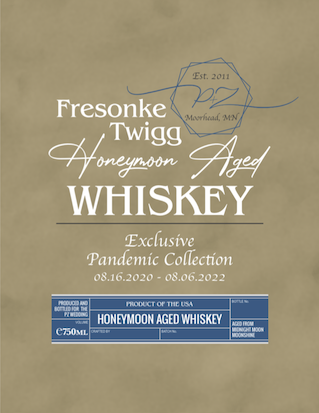 Est. 2011
PZ
Moorhead, MN
Fresonke
Twigg
Honeymoon Aged
WHISKEY
Exclusive
Pandemic Collection
08.16.2020 - 08.06.2022
PRODUCED AND
BOTTLED FOR THE
PZ WEDDING
VOLUME
℮750ML
PRODUCT OF THE USA
HONEYMOON AGED WHISKEY
CRAFTED BY
BATCH No.
BOTTLE No.
AGED FROM
MIDNIGHT MOON
MOONSHINE